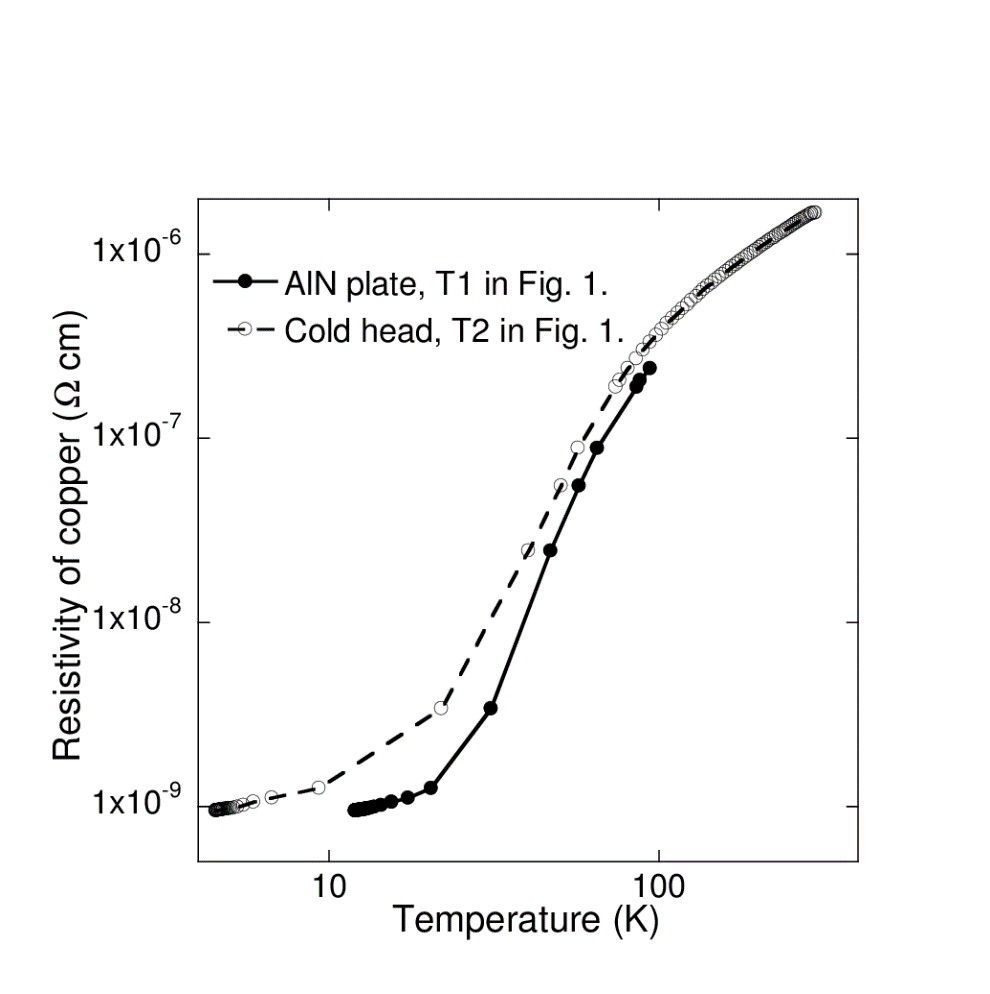 1x10-6
AlN plate, T1 in Fig. 1.
Cold head, T2 in Fig. 1.
1x10-7
1x10-8
1x10-9
Resistivity of copper (Ω cm)
10 100
Temperature (K)